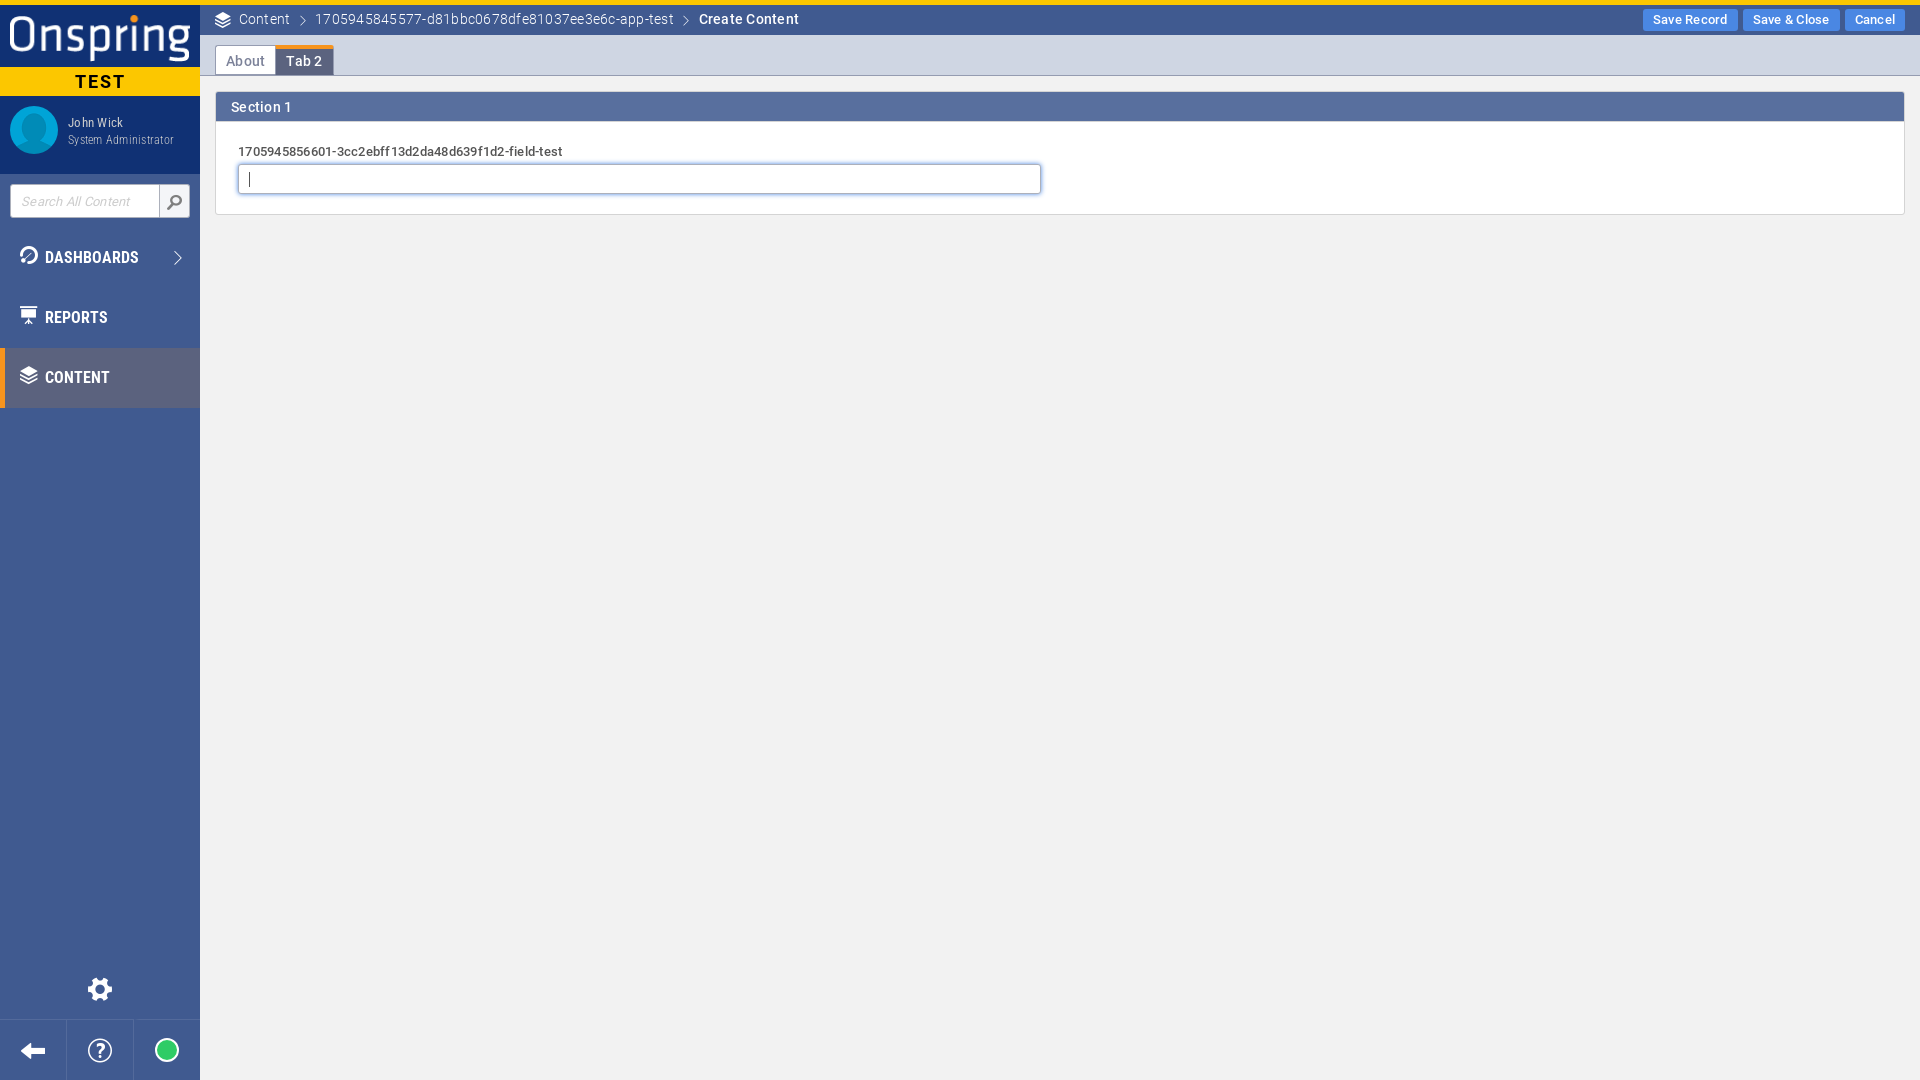 Onspring
TEST
John Wick
System Administrator
Search All Content
DASHBOARDS
REPORTS
CONTENT
Content
1705945845577-d81bbc0678dfe81037ee3e6c-app-test
Create Content
Save Record
Save & Close
Cancel
About
Tab 2
Section 1
1705945856601-3cc2ebff13d2da48d639f1d2-field-test